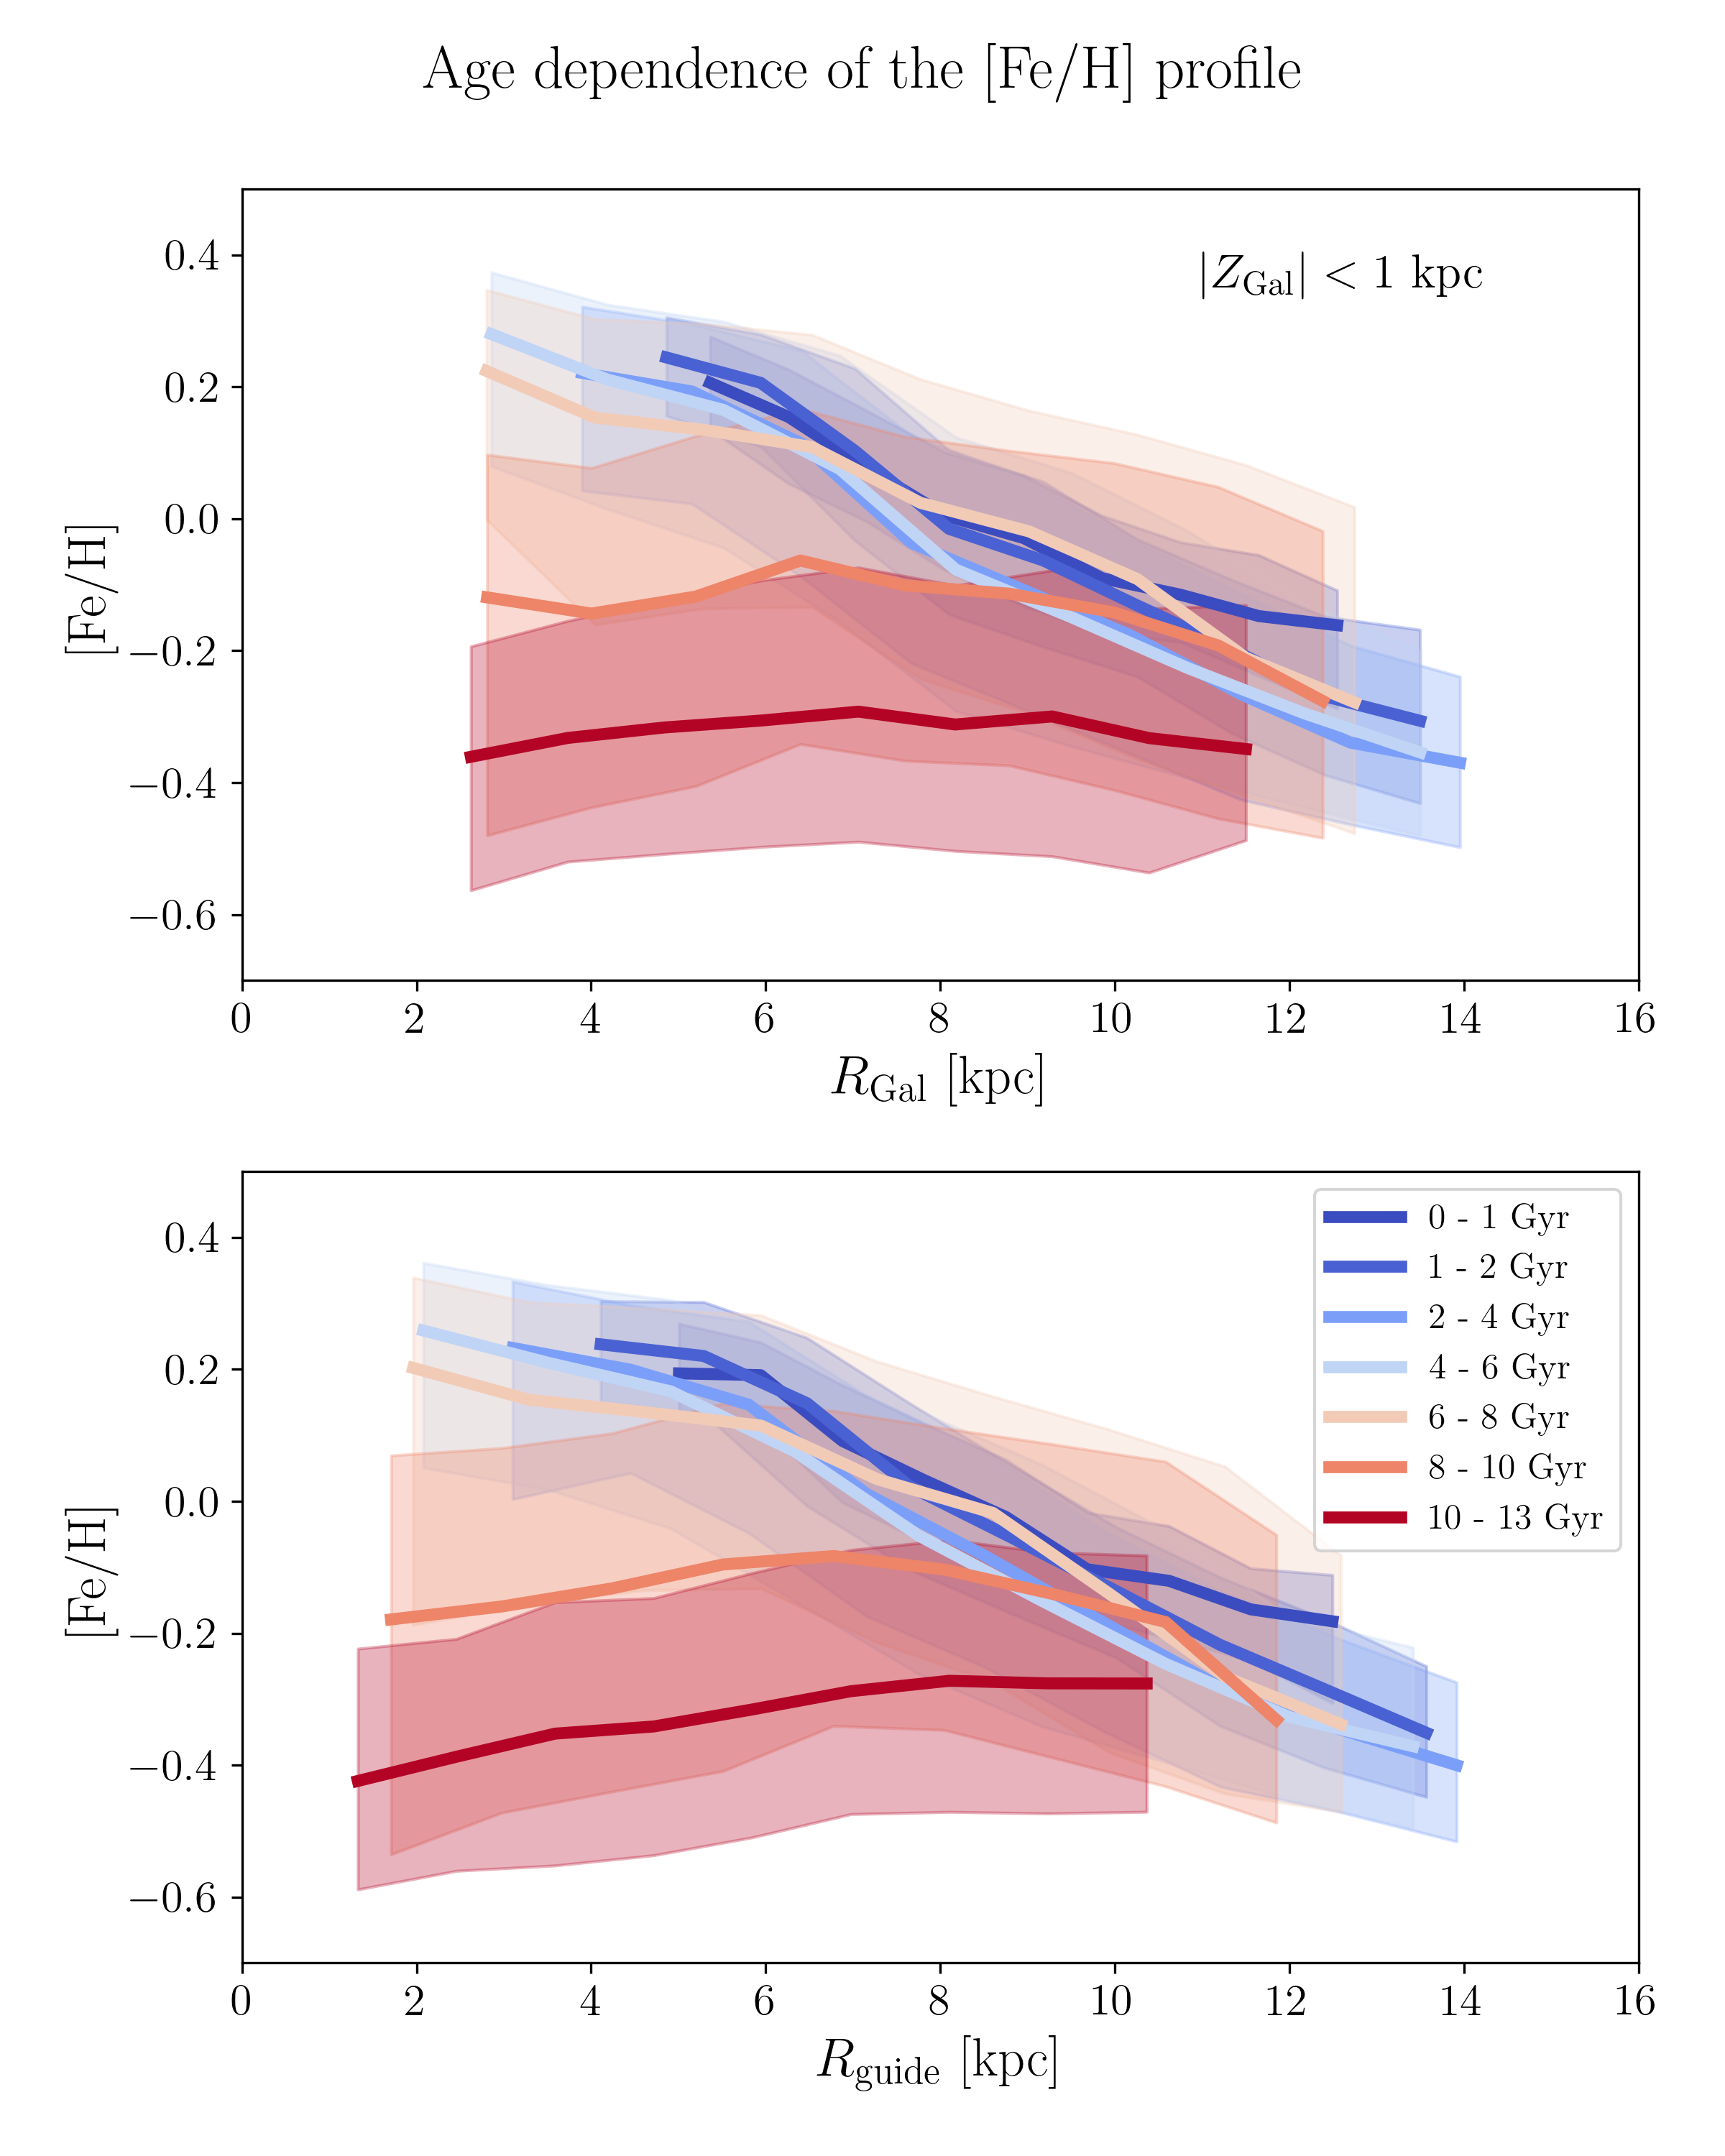 Age dependence of the [Fe/H] profile
|Z_Gal| < 1 kpc
[Fe/H]
0.4
0.2
0.0
−0.2
−0.4
−0.6
0 2 4 6 8 10 12 14 16
R_Gal [kpc]
0 - 1 Gyr
1 - 2 Gyr
2 - 4 Gyr
4 - 6 Gyr
6 - 8 Gyr
8 - 10 Gyr
10 - 13 Gyr
[Fe/H]
0.4
0.2
0.0
−0.2
−0.4
−0.6
0 2 4 6 8 10 12 14 16
R_guide [kpc]